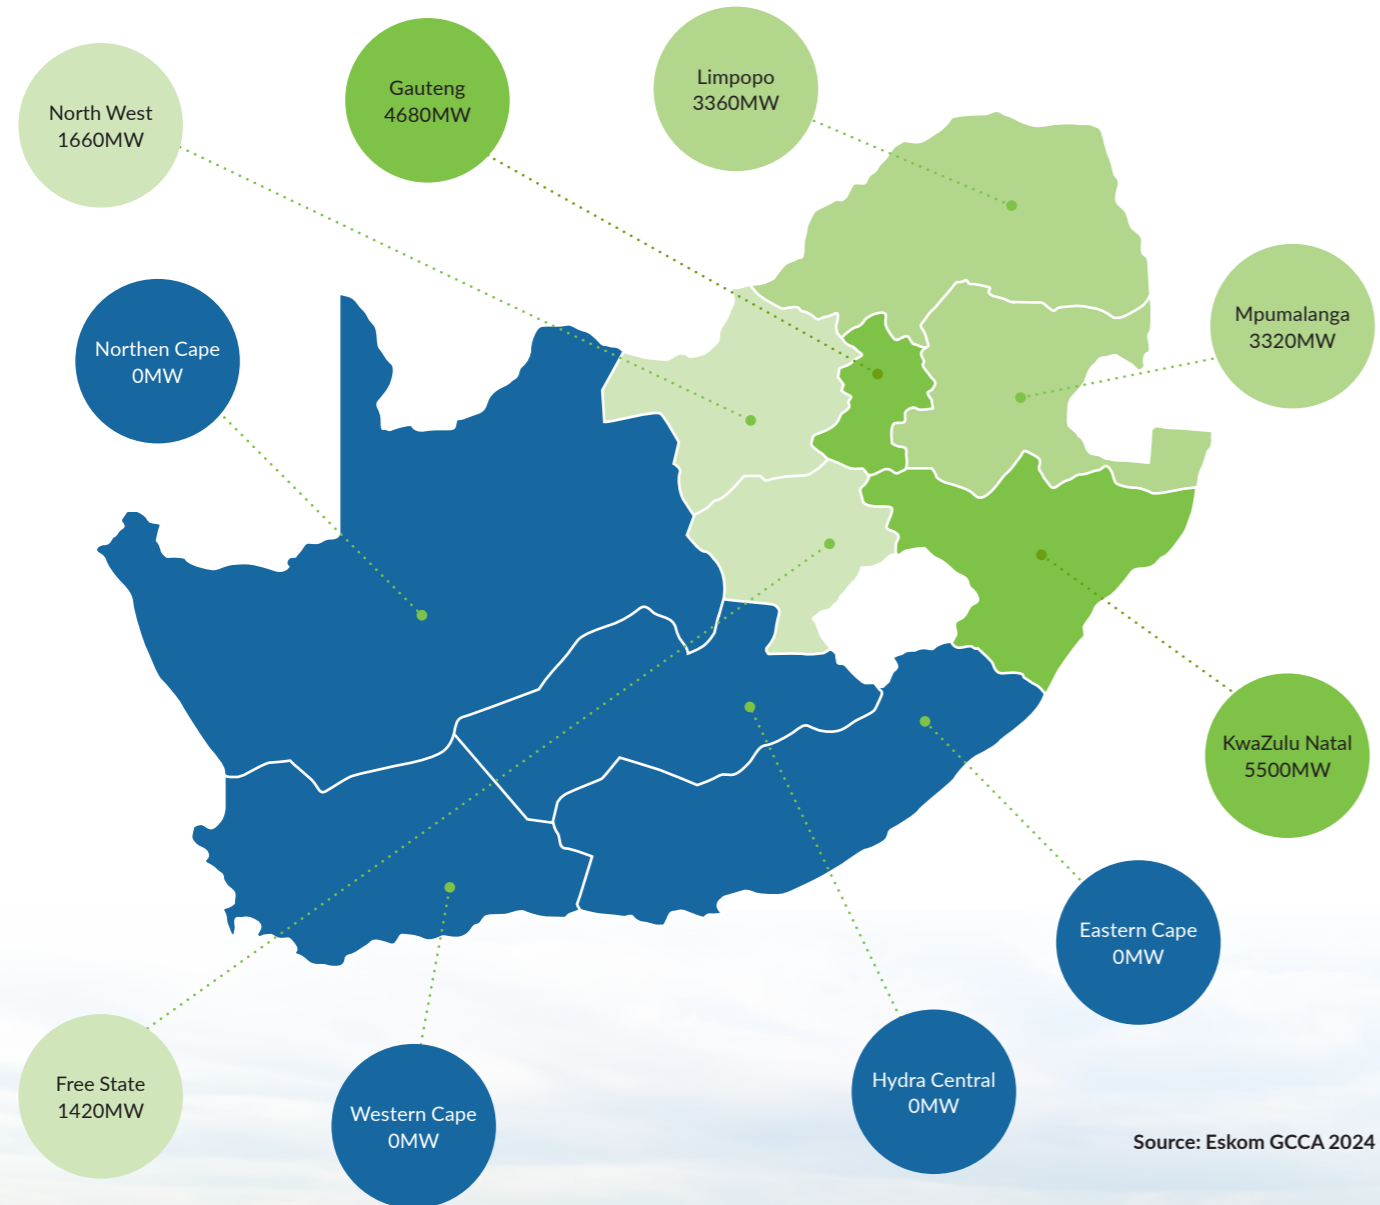 North West
1660MW
Gauteng
4680MW
Limpopo
3360MW
Northen Cape
0MW
Mpumalanga
3320MW
KwaZulu Natal
5500MW
Eastern Cape
0MW
Hydra Central
0MW
Free State
1420MW
Western Cape
0MW
Source: Eskom GCCA 2024